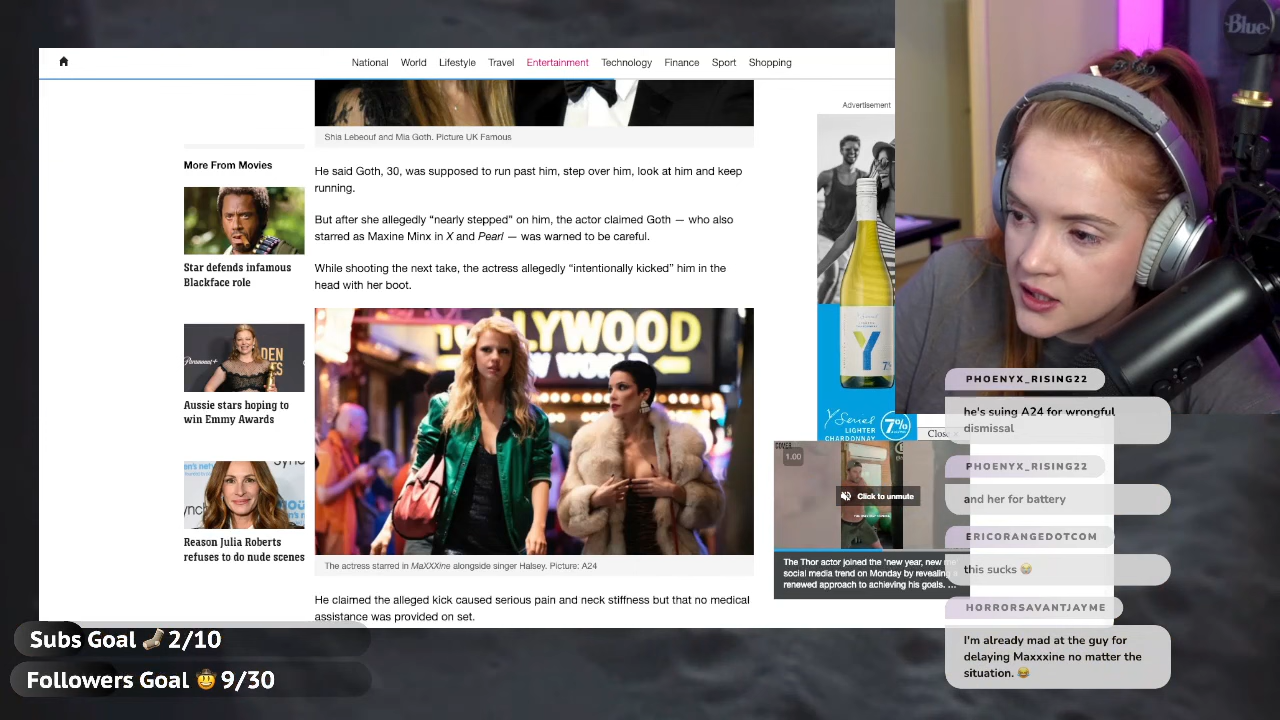 National World Lifestyle Travel Entertainment Technology Finance Sport Shopping
Shia Lebeouf and Mia Goth. Picture UK Famous
More From Movies
Star defends infamous
Blackface role
Aussie stars hoping to
win Emmy Awards
Reason Julia Roberts
refuses to do nude scenes
He said Goth, 30, was supposed to run past him, step over him, look at him and keep
running.
But after she allegedly “nearly stepped” on him, the actor claimed Goth — who also
starred as Maxine Minx in X and Pearl — was warned to be careful.
While shooting the next take, the actress allegedly “intentionally kicked” him in the
head with her boot.
LLYWOOD
The actress starred in MaXXXine alongside singer Halsey. Picture: A24
He claimed the alleged kick caused serious pain and neck stiffness but that no medical
assistance was provided on set.
Advertisement
Y
7%
Y Series
LIGHTER
CHARDONNAY
7%
Close
1.00
Click to unmute
The Thor actor joined the 'new year, new
social media trend on Monday by revealing
renewed approach to achieving his goals. ...
Blue
PHOENYX_RISING22
he's suing A24 for wrongful
dismissal
PHOENYX_RISING22
and her for battery
ERICORANGEDOTCOM
this sucks 😭
HORRORSAVANTJAYME
I'm already mad at the guy for
delaying Maxxxine no matter the
situation. 😂
Subs Goal 2/10
Followers Goal 🤠 9/30